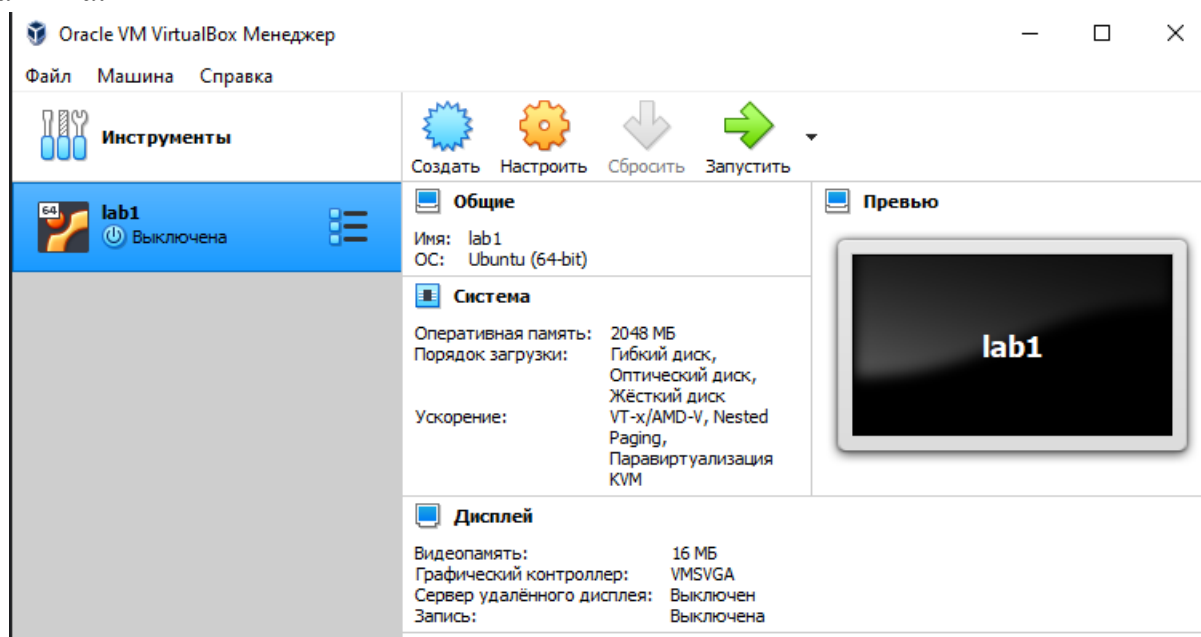 Oracle VM VirtualBox Менеджер
Файл Машина Справка
Инструменты
Создать Настроить Сбросить Запустить
64
lab1
Выключена
Общие
Имя: lab1
ОС: Ubuntu (64-bit)
Система
Оперативная память: 2048 МБ
Порядок загрузки: Гибкий диск,
Оптический диск,
Жёсткий диск
Ускорение: VT-x/AMD-V, Nested
Paging,
Паравиртуализация
KVM
Превью
lab1
Дисплей
Видеопамять: 16 МБ
Графический контроллер: VMSVGA
Сервер удалённого дисплея: Выключен
Запись: Выключена